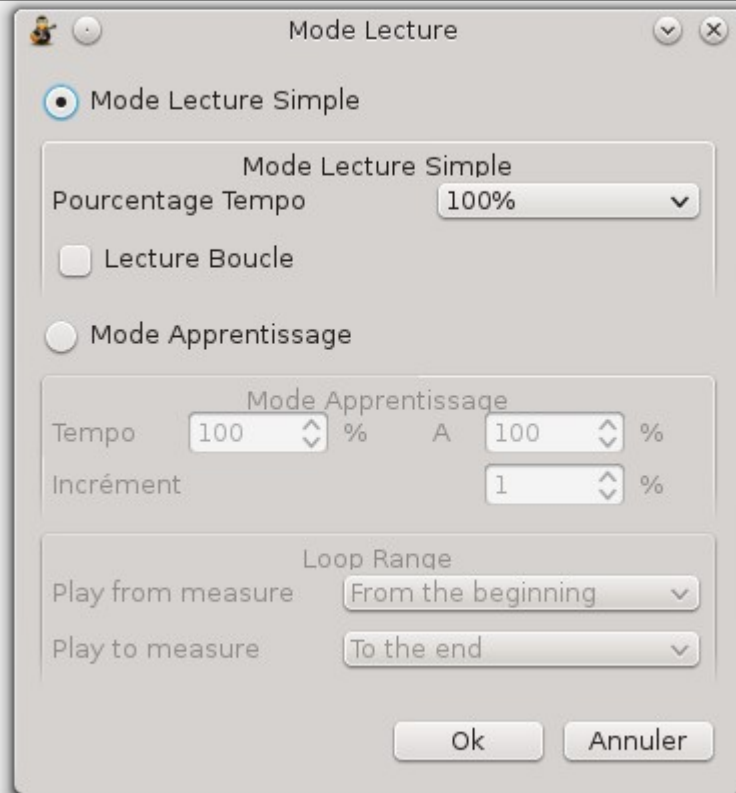 Mode Lecture
Mode Lecture Simple
Mode Lecture Simple
Pourcentage Tempo 100%
Lecture Boucle
Mode Apprentissage
Mode Apprentissage
Tempo 100 % A 100 %
Incrément 1 %
Loop Range
Play from measure From the beginning
Play to measure To the end
Ok Annuler